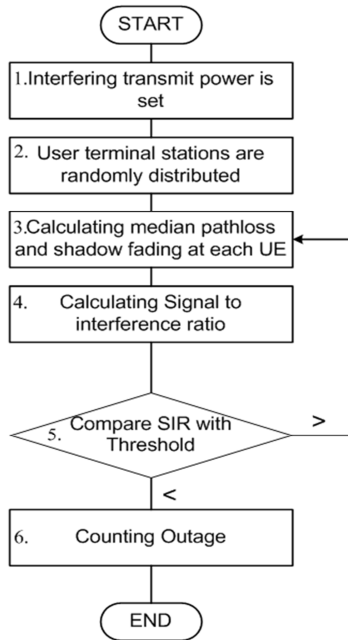 START
1.Interfering transmit power is
set
2. User terminal stations are
randomly distributed
3.Calculating median pathloss
and shadow fading at each UE
4. Calculating Signal to
interference ratio
5. Compare SIR with
Threshold
>
<
6. Counting Outage
END